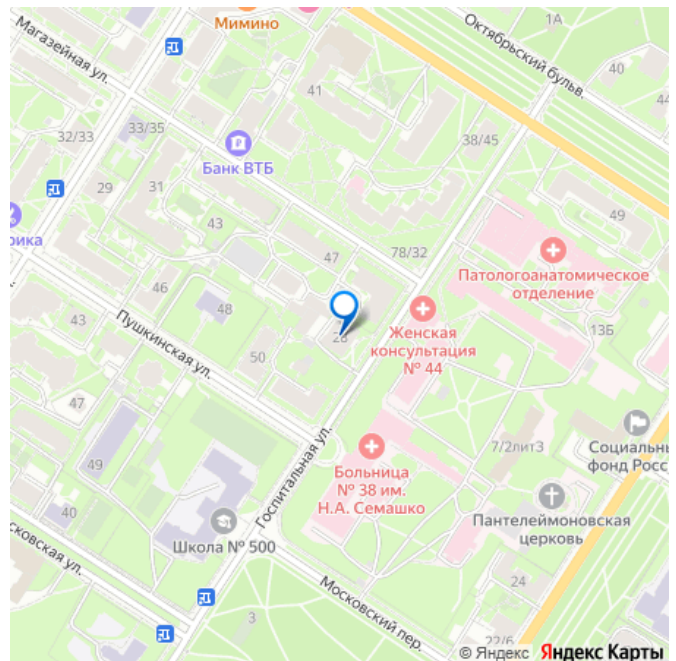 Мимино
1А
Октябрьский бульв.
Магазейная ул.
40
41
44
33/35
32/33
38/45
Банк ВТБ
29
31
49
43
рика
78/32
47
Патологоанатомическое
отделение
46
48
43
Женская
консультация
№ 44
13Б
28
Пушкинская ул.
50
47
7/2лит3
Социальны
фонд Росс
49
Больница
№ 38 им.
Н.А. Семашко
Госпитальная ул.
40
Пантелеймоновская
церковь
Школа № 500
сковская ул.
24
Московский пер.
3
22/6
© Яндекс Яндекс Карты